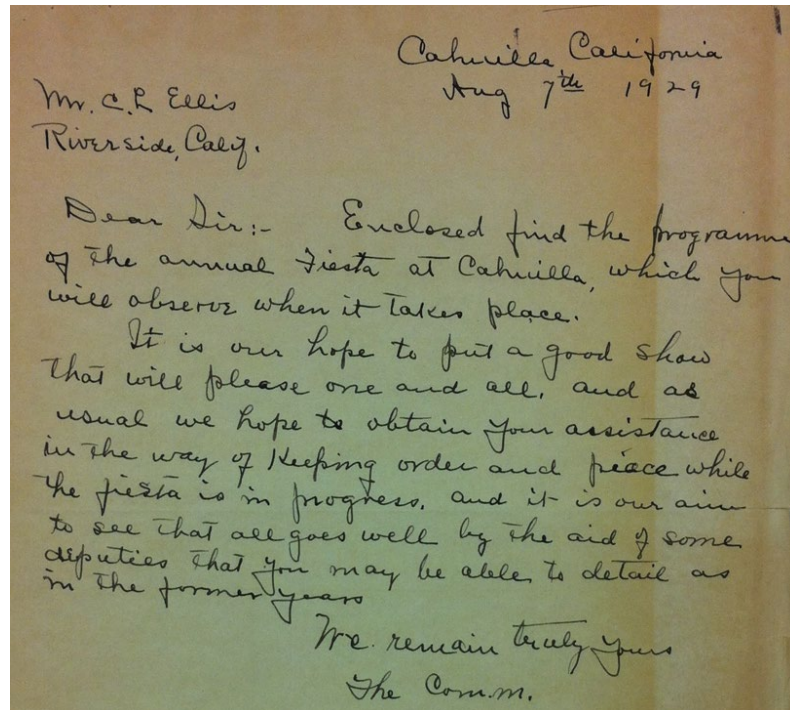 Cahuilla, California
Aug 7th 1929
Mr. C. L. Ellis
Riverside, Calif.
Dear Sir:- Enclosed find the programme
of the annual Fiesta at Cahuilla, which you
will observe when it takes place.
It is our hope to put a good show
that will please one and all, and as
usual we hope to obtain your assistance
in the way of Keeping order and peace while
the fiesta is in progress, and it is our aim
to see that all goes well by the aid of some
deputies that you may be able to detail as
in the former years
We remain truly yours
The Comm.